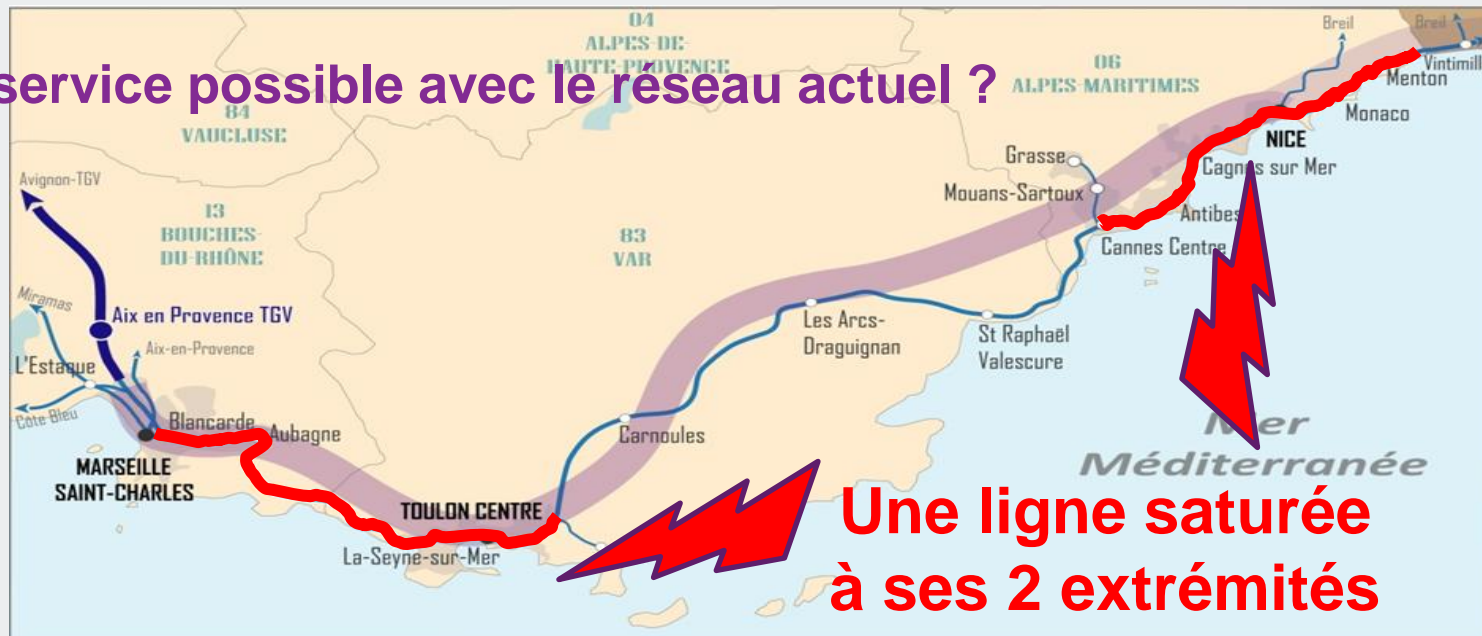 service possible avec le réseau actuel ?
04
ALPES-DE-
HAUTE-PROVENCE
06
ALPES-MARITIMES
84
VAUCLUSE
Breil
Breil
Vintimill
Menton
Monaco
NICE
Cagnes sur Mer
Grasse
Mouans-Sartoux
Antibes
Cannes Centre
Avignon-TGV
13
BOUCHES-
DU-RHÔNE
83
VAR
Miramas
Aix en Provence TGV
Aix-en-Provence
L'Estaque
Côte Bleu
Les Arcs-
Draguignan
St Raphaël
Valescure
Blancarde
Aubagne
Carnoules
MARSEILLE
SAINT-CHARLES
TOULON CENTRE
La-Seyne-sur-Mer
Mer
Méditerranée
Une ligne saturée
à ses 2 extrémités